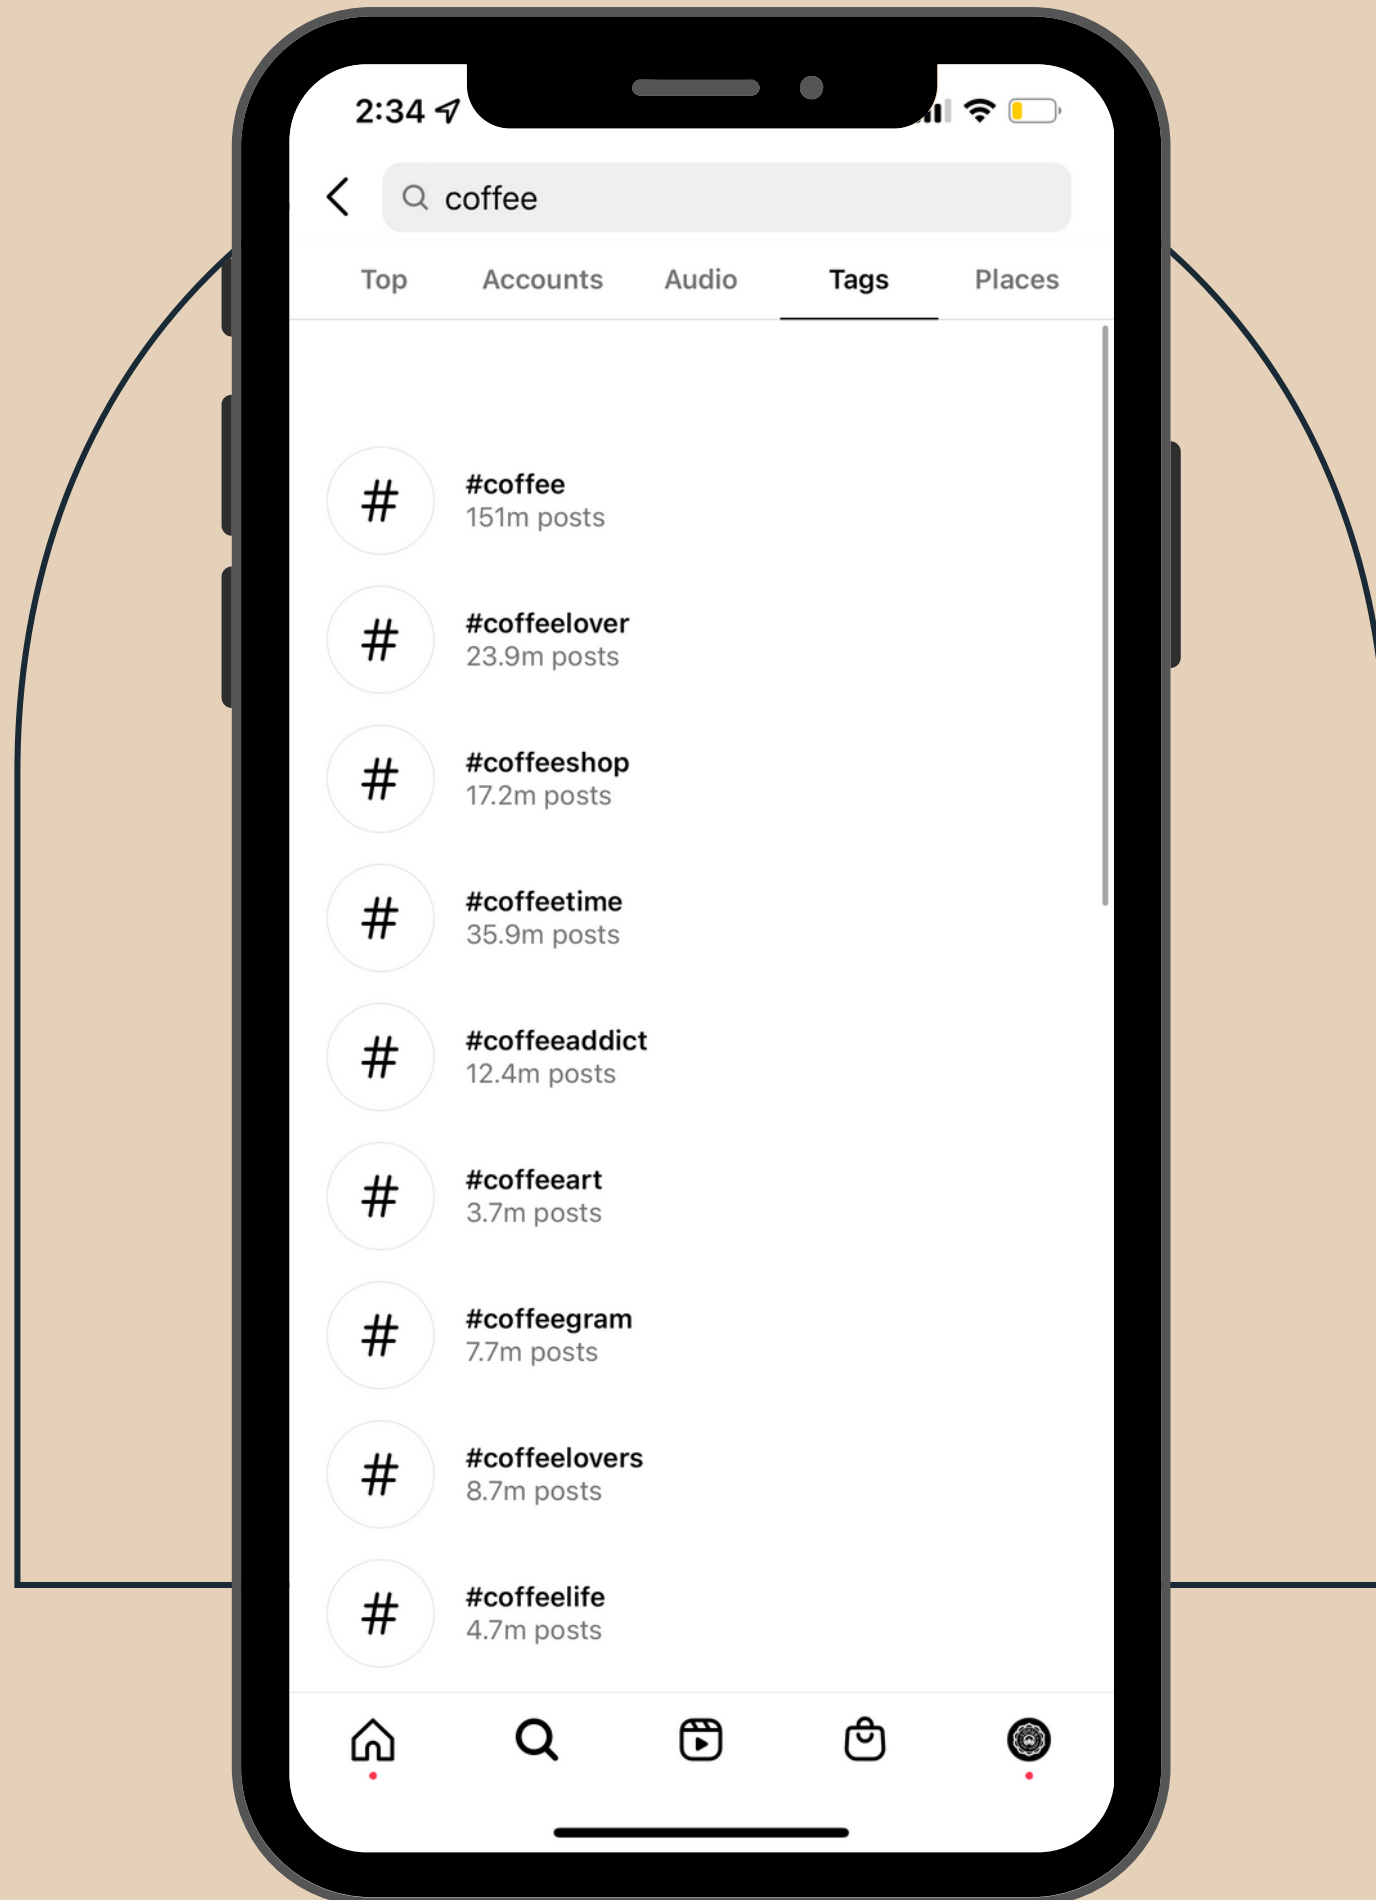 2:34
coffee
Top Accounts Audio Tags Places
#coffee
151m posts
#coffeelover
23.9m posts
#coffeeshop
17.2m posts
#coffeetime
35.9m posts
#coffeeaddict
12.4m posts
#coffeeart
3.7m posts
#coffeegram
7.7m posts
#coffeelovers
8.7m posts
#coffeelife
4.7m posts